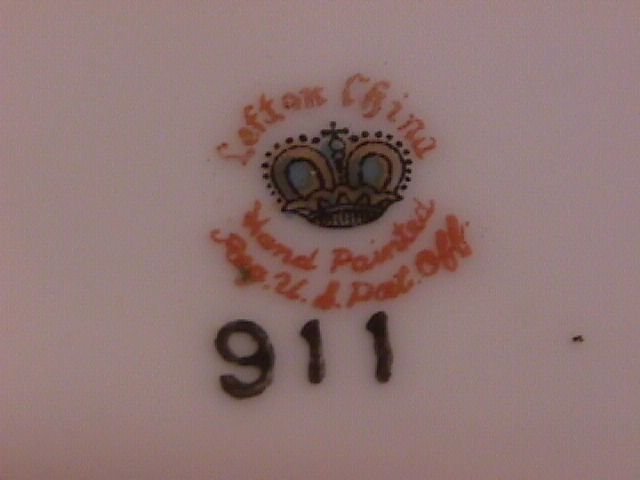 Lefton China
Hand Painted
Reg. U. S. Pat. Off.
911